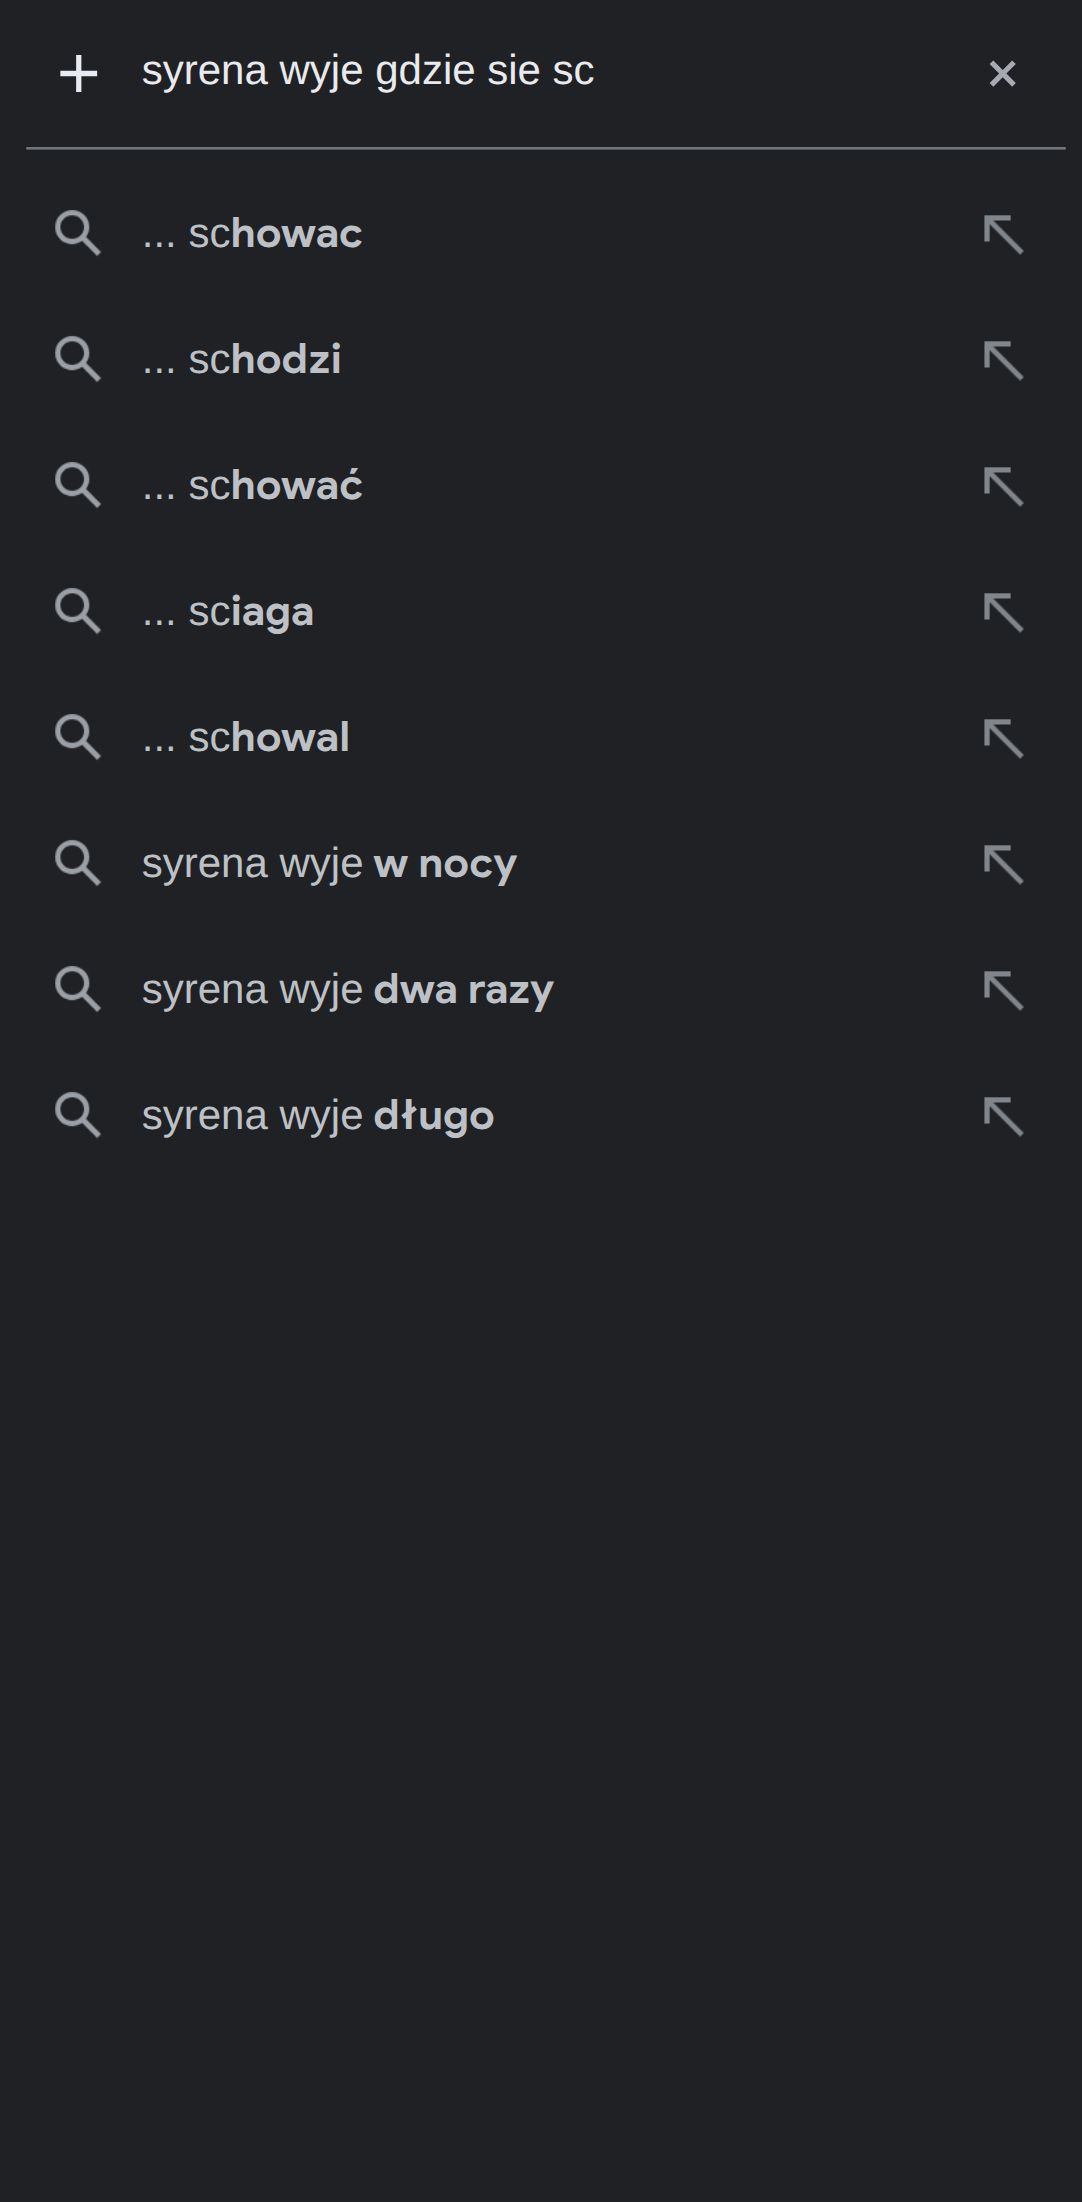 syrena wyje gdzie sie sc
... schowac
... schodzi
... schować
... sciaga
... schowal
syrena wyje w nocy
syrena wyje dwa razy
syrena wyje długo